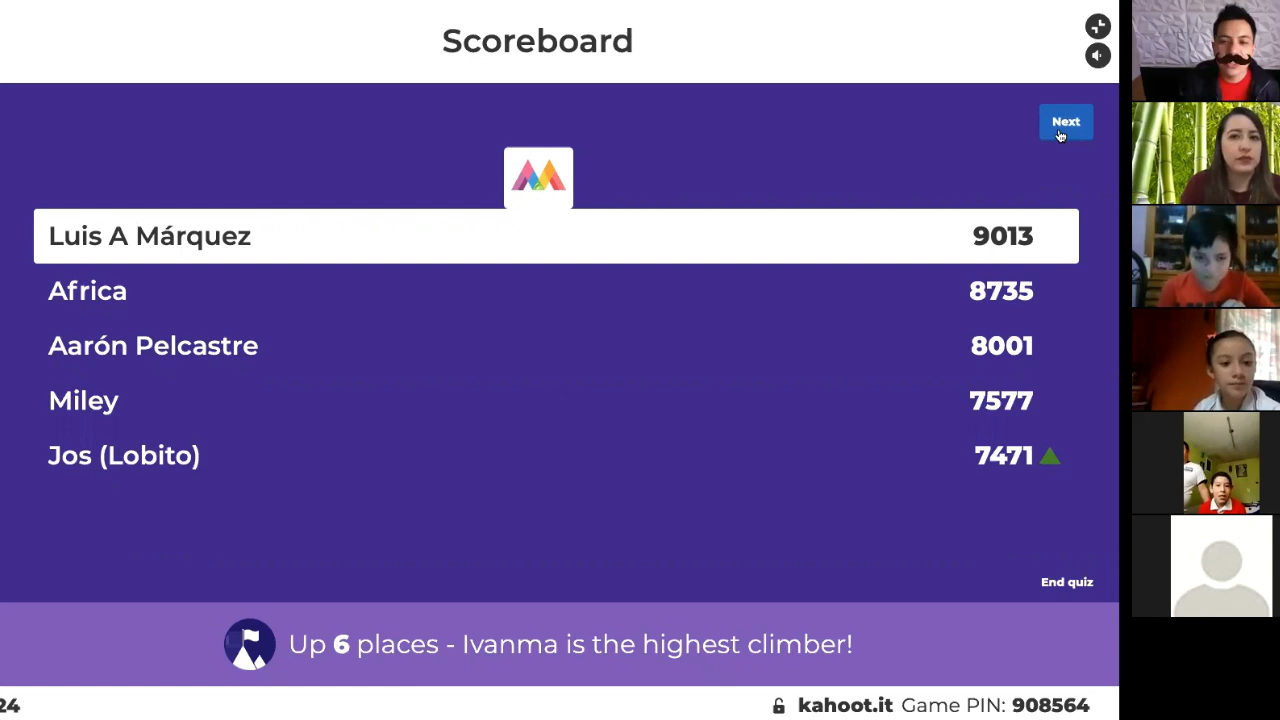 Scoreboard
Next
Luis A Márquez 9013
Africa 8735
Aarón Pelcastre 8001
Miley 7577
Jos (Lobito) 7471
End quiz
Up 6 places - Ivanma is the highest climber!
24
kahoot.it Game PIN: 908564